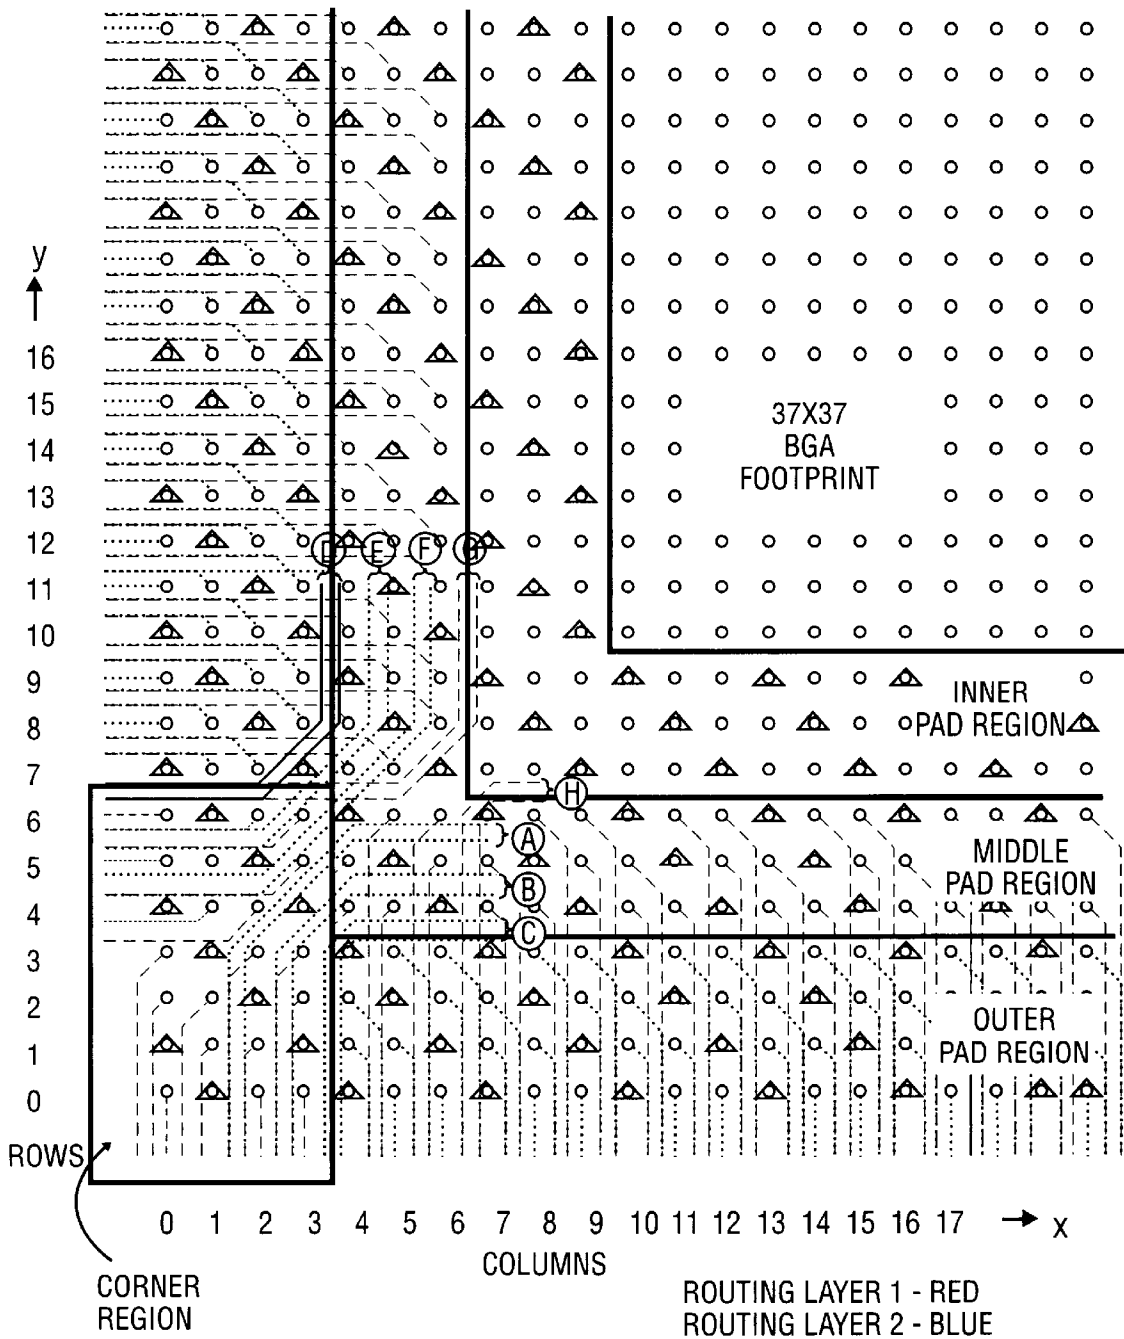 y
16
15
14
13
12
11
10
9
8
7
6
5
4
3
2
1
0
ROWS
37X37
BGA
FOOTPRINT
D E F G
INNER
PAD REGION
H
A
MIDDLE
PAD REGION
B
C
OUTER
PAD REGION
0 1 2 3 4 5 6 7 8 9 10 11 12 13 14 15 16 17 x
COLUMNS
CORNER
REGION
ROUTING LAYER 1 - RED
ROUTING LAYER 2 - BLUE